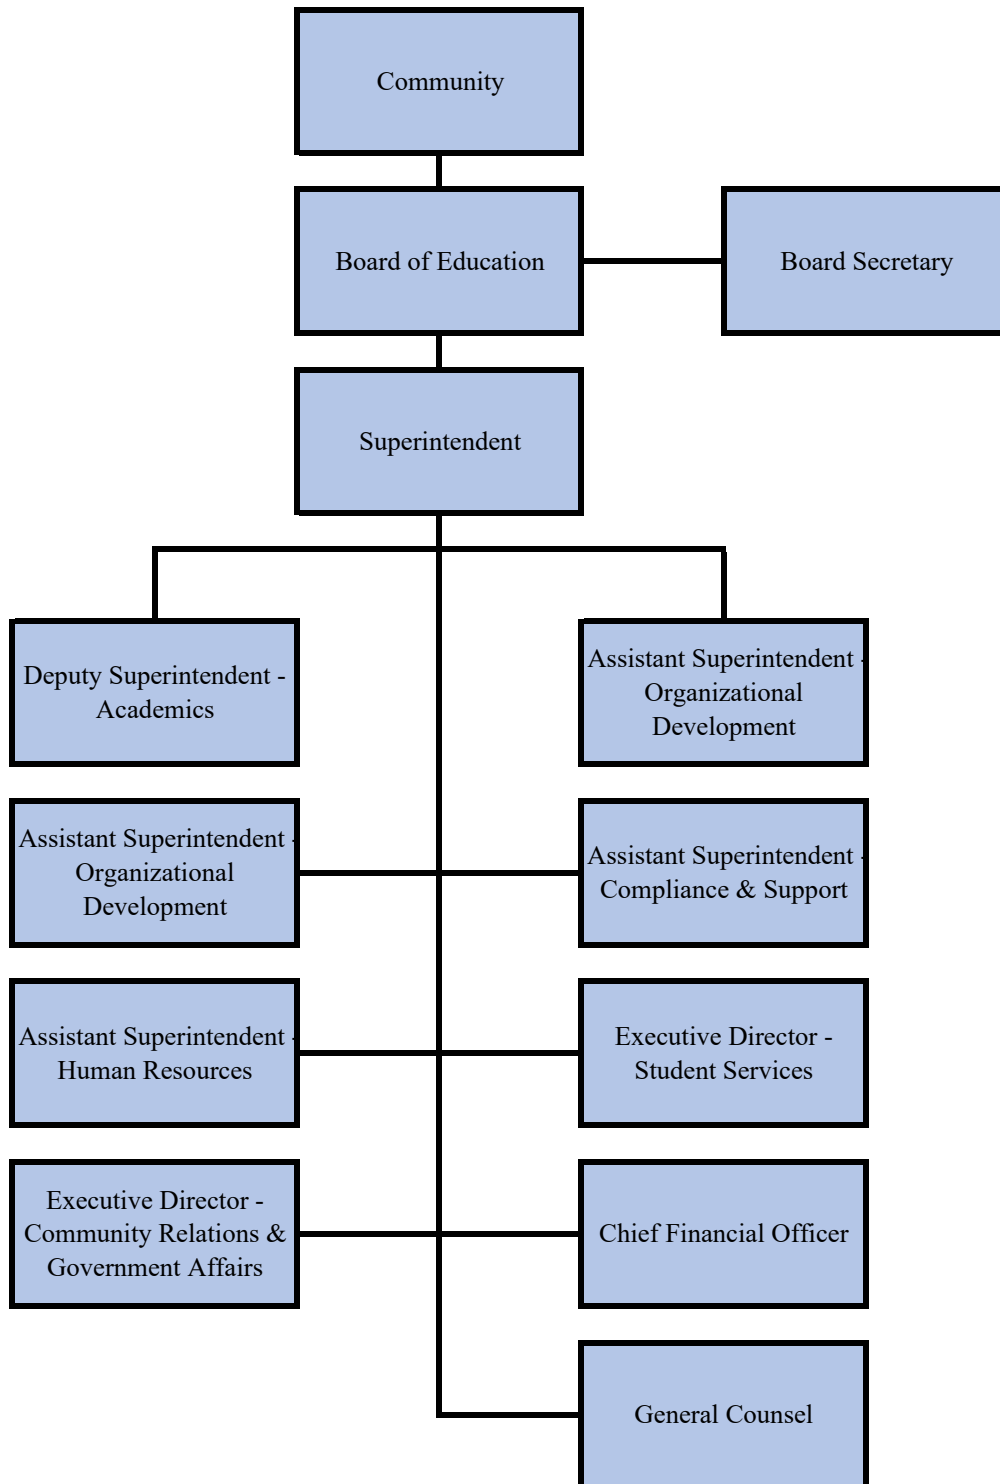 Community
Board of Education
Board Secretary
Superintendent
Deputy Superintendent -
Academics
Assistant Superintendent -
Organizational
Development
Assistant Superintendent -
Organizational
Development
Assistant Superintendent -
Compliance & Support
Assistant Superintendent -
Human Resources
Executive Director -
Student Services
Executive Director -
Community Relations &
Government Affairs
Chief Financial Officer
General Counsel